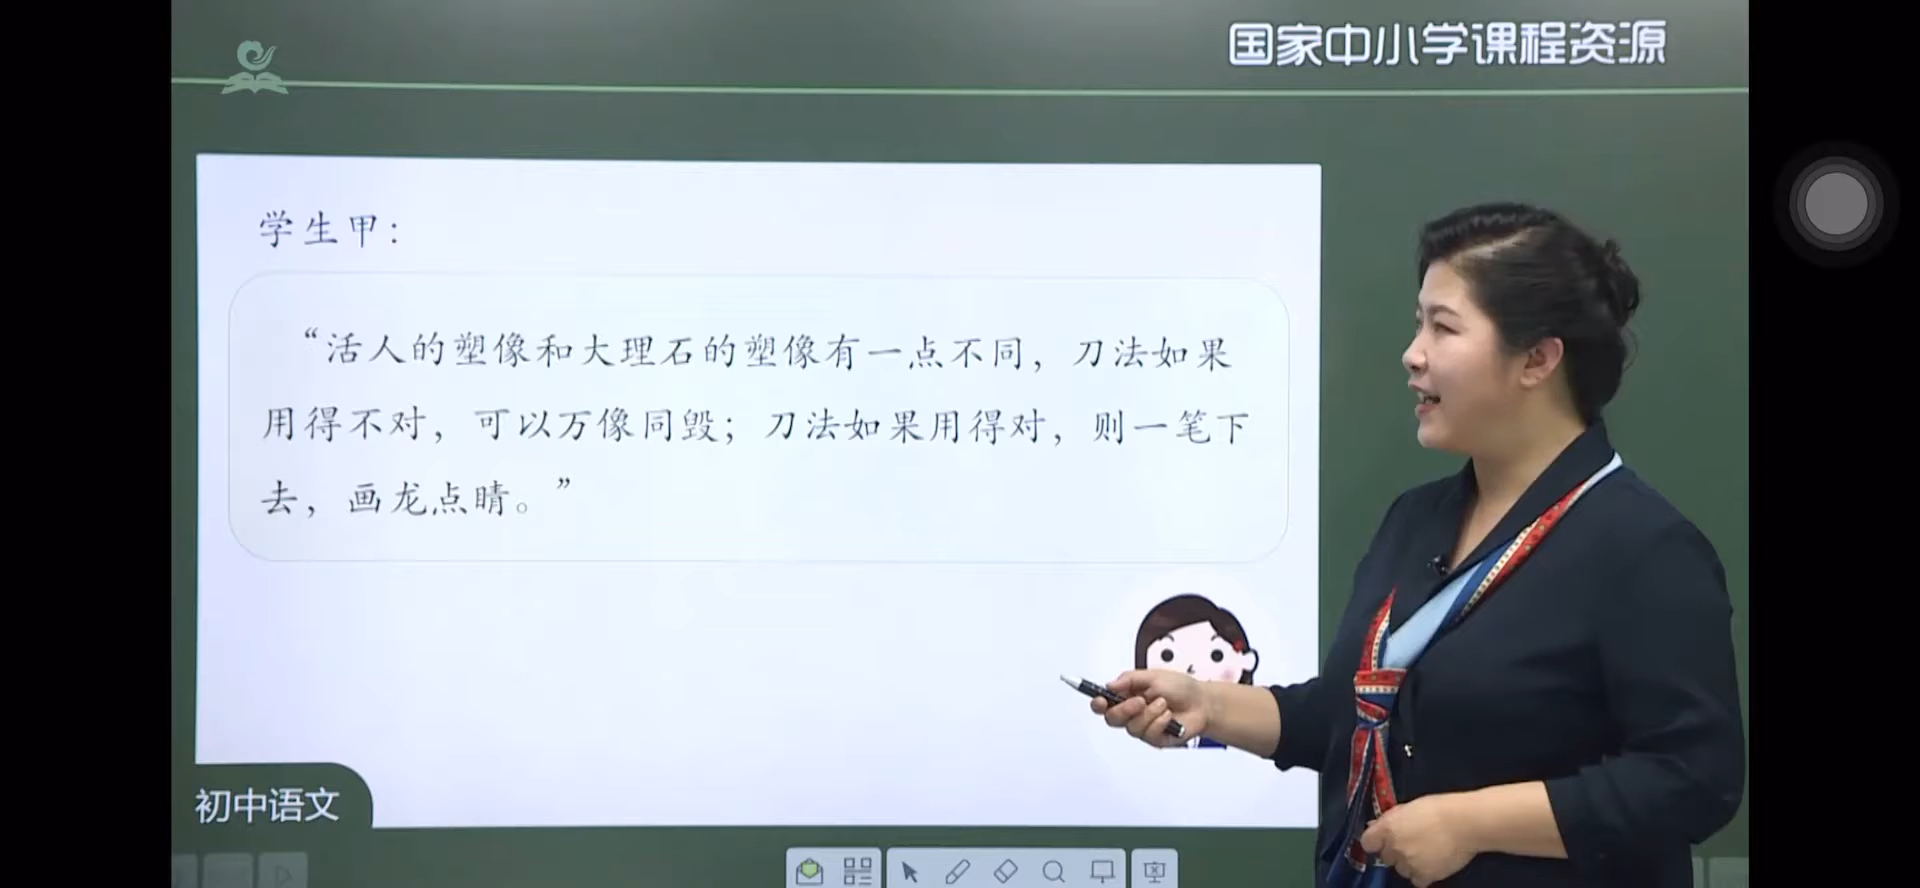 国家中小学课程资源
学生甲：
“活人的塑像和大理石的塑像有一点不同，刀法如果
用得不对，可以万像同毁；刀法如果用得对，则一笔下
去，画龙点睛。”
初中语文